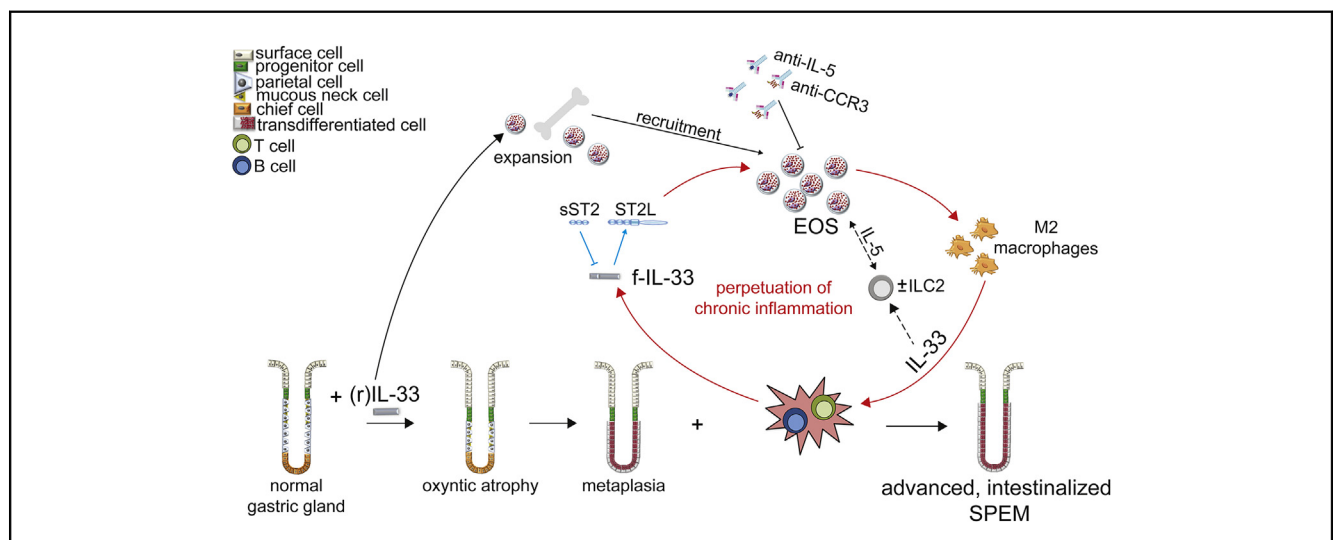 surface cell
progenitor cell
parietal cell
mucous neck cell
chief cell
transdifferentiated cell
T cell
B cell
expansion
recruitment
anti-IL-5
anti-CCR3
sST2 ST2L
EOS
M2
macrophages
IL-5
f-IL-33
±ILC2
perpetuation of
chronic inflammation
IL-33
+ (r)IL-33
+
normal
gastric gland
oxyntic atrophy
metaplasia
advanced, intestinalized
SPEM